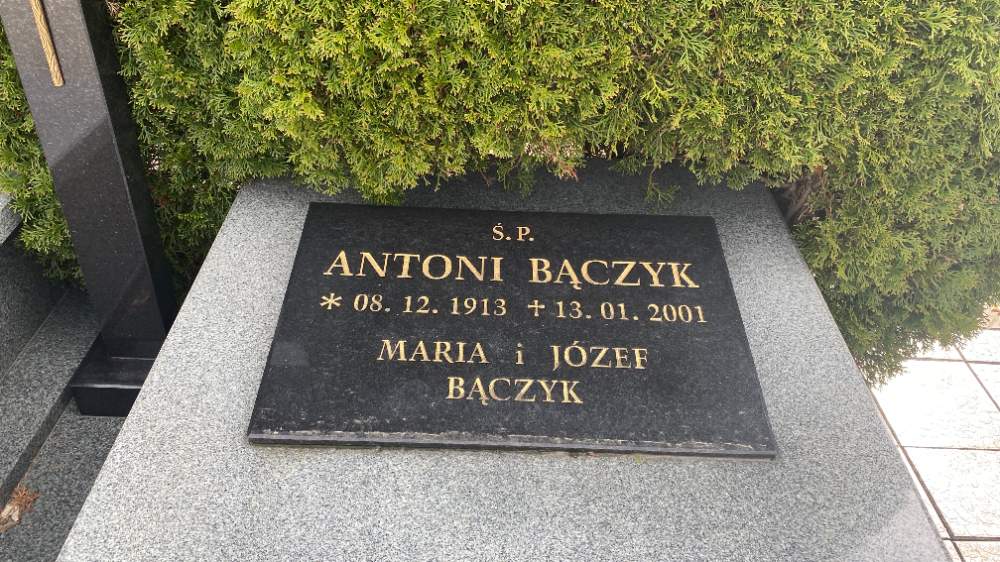 Ś. P.
ANTONI BĄCZYK
* 08. 12. 1913 + 13. 01. 2001
MARIA i JÓZEF
BĄCZYK